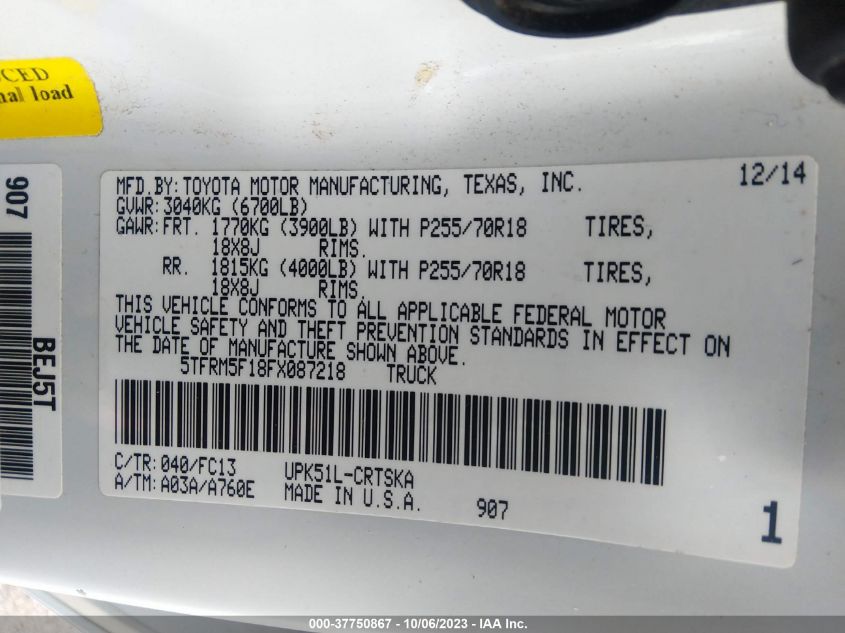 UCED
nal load
907
BEJ5T
12/14
MFD.BY: TOYOTA MOTOR MANUFACTURING, TEXAS, INC.
GVWR: 3040KG (6700LB)
GAWR: FRT. 1770KG (3900LB) WITH P255/70R18 TIRES,
18X8J RIMS.
RR. 1815KG (4000LB) WITH P255/70R18 TIRES,
18X8J RIMS.
THIS VEHICLE CONFORMS TO ALL APPLICABLE FEDERAL MOTOR
VEHICLE SAFETY AND THEFT PREVENTION STANDARDS IN EFFECT ON
THE DATE OF MANUFACTURE SHOWN ABOVE.
5TFRM5F18FX087218 TRUCK
C/TR: 040/FC13 UPK51L-CRTSKA
A/TM: A03A/A760E MADE IN U.S.A. 907
1
000-37750867 - 10/06/2023 - IAA Inc.